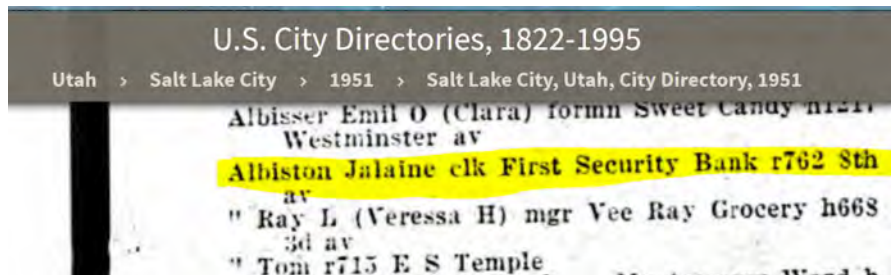 U.S. City Directories, 1822-1995
Utah > Salt Lake City > 1951 > Salt Lake City, Utah, City Directory, 1951
Albisser Emil O (Clara) formn Sweet Candy h1217
Westminster av
Albiston Jalaine clk First Security Bank r762 8th
av
" Ray L (Veressa H) mgr Vee Ray Grocery h668
3d av
" Tom r715 E S Temple